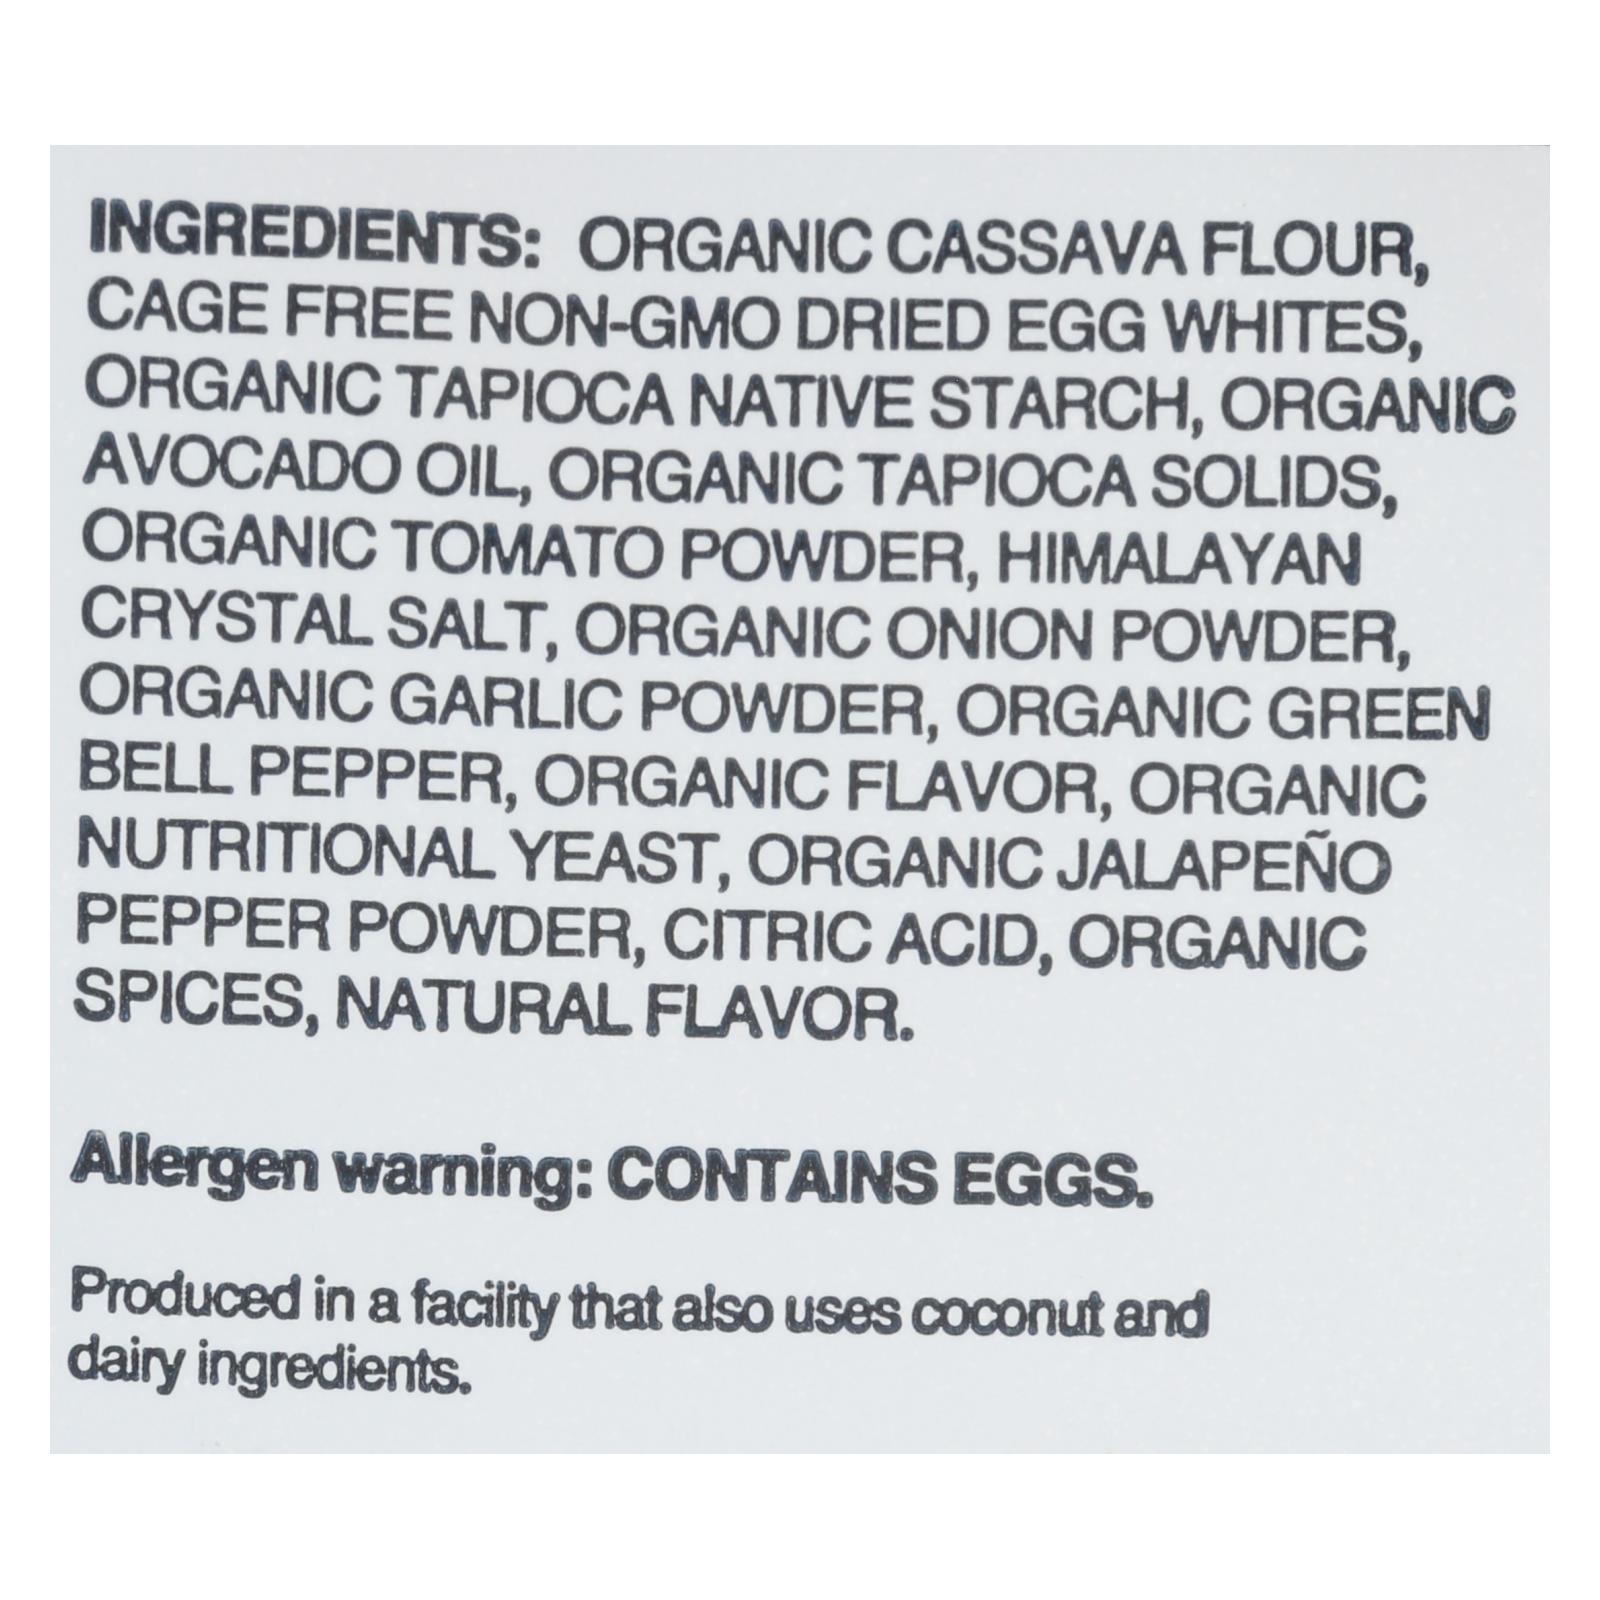 INGREDIENTS: ORGANIC CASSAVA FLOUR,
CAGE FREE NON-GMO DRIED EGG WHITES,
ORGANIC TAPIOCA NATIVE STARCH, ORGANIC
AVOCADO OIL, ORGANIC TAPIOCA SOLIDS,
ORGANIC TOMATO POWDER, HIMALAYAN
CRYSTAL SALT, ORGANIC ONION POWDER,
ORGANIC GARLIC POWDER, ORGANIC GREEN
BELL PEPPER, ORGANIC FLAVOR, ORGANIC
NUTRITIONAL YEAST, ORGANIC JALAPEÑO
PEPPER POWDER, CITRIC ACID, ORGANIC
SPICES, NATURAL FLAVOR.
Allergen warning: CONTAINS EGGS.
Produced in a facility that also uses coconut and
dairy ingredients.